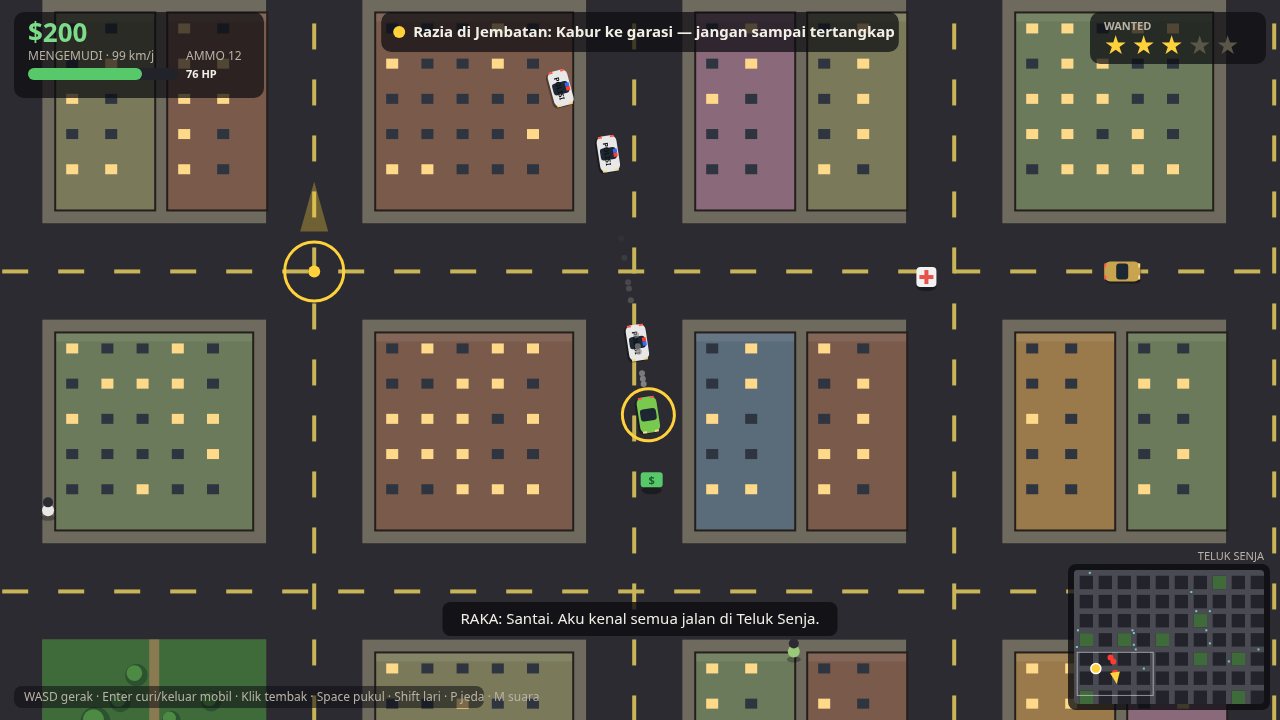 $200
MENGEMUDI · 99 km/j
AMMO 12
76 HP
Razia di Jembatan: Kabur ke garasi — jangan sampai tertangkap
WANTED
$
TELUK SENJA
RAKA: Santai. Aku kenal semua jalan di Teluk Senja.
WASD gerak · Enter curi/keluar mobil · Klik tembak · Space pukul · Shift lari · P jeda · M suara